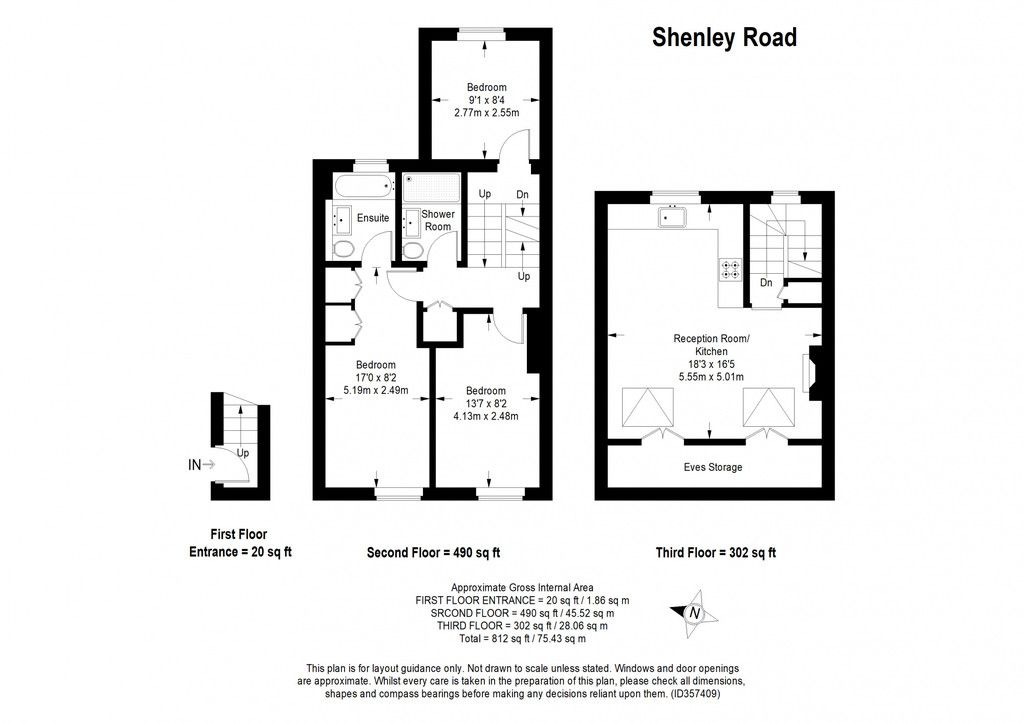 Shenley Road
Bedroom
9'1 x 8'4
2.77m x 2.55m
Ensuite
Shower
Room
Up
Dn
Up
Bedroom
17'0 x 8'2
5.19m x 2.49m
Bedroom
13'7 x 8'2
4.13m x 2.48m
Dn
Reception Room/
Kitchen
18'3 x 16'5
5.55m x 5.01m
Eves Storage
IN
Up
First Floor
Entrance = 20 sq ft
Second Floor = 490 sq ft
Third Floor = 302 sq ft
Approximate Gross Internal Area
FIRST FLOOR ENTRANCE = 20 sq ft / 1.86 sq m
SRCOND FLOOR = 490 sq ft / 45.52 sq m
THIRD FLOOR = 302 sq ft / 28.06 sq m
Total = 812 sq ft / 75.43 sq m
N
This plan is for layout guidance only. Not drawn to scale unless stated. Windows and door openings
are approximate. Whilst every care is taken in the preparation of this plan, please check all dimensions,
shapes and compass bearings before making any decisions reliant upon them. (ID357409)